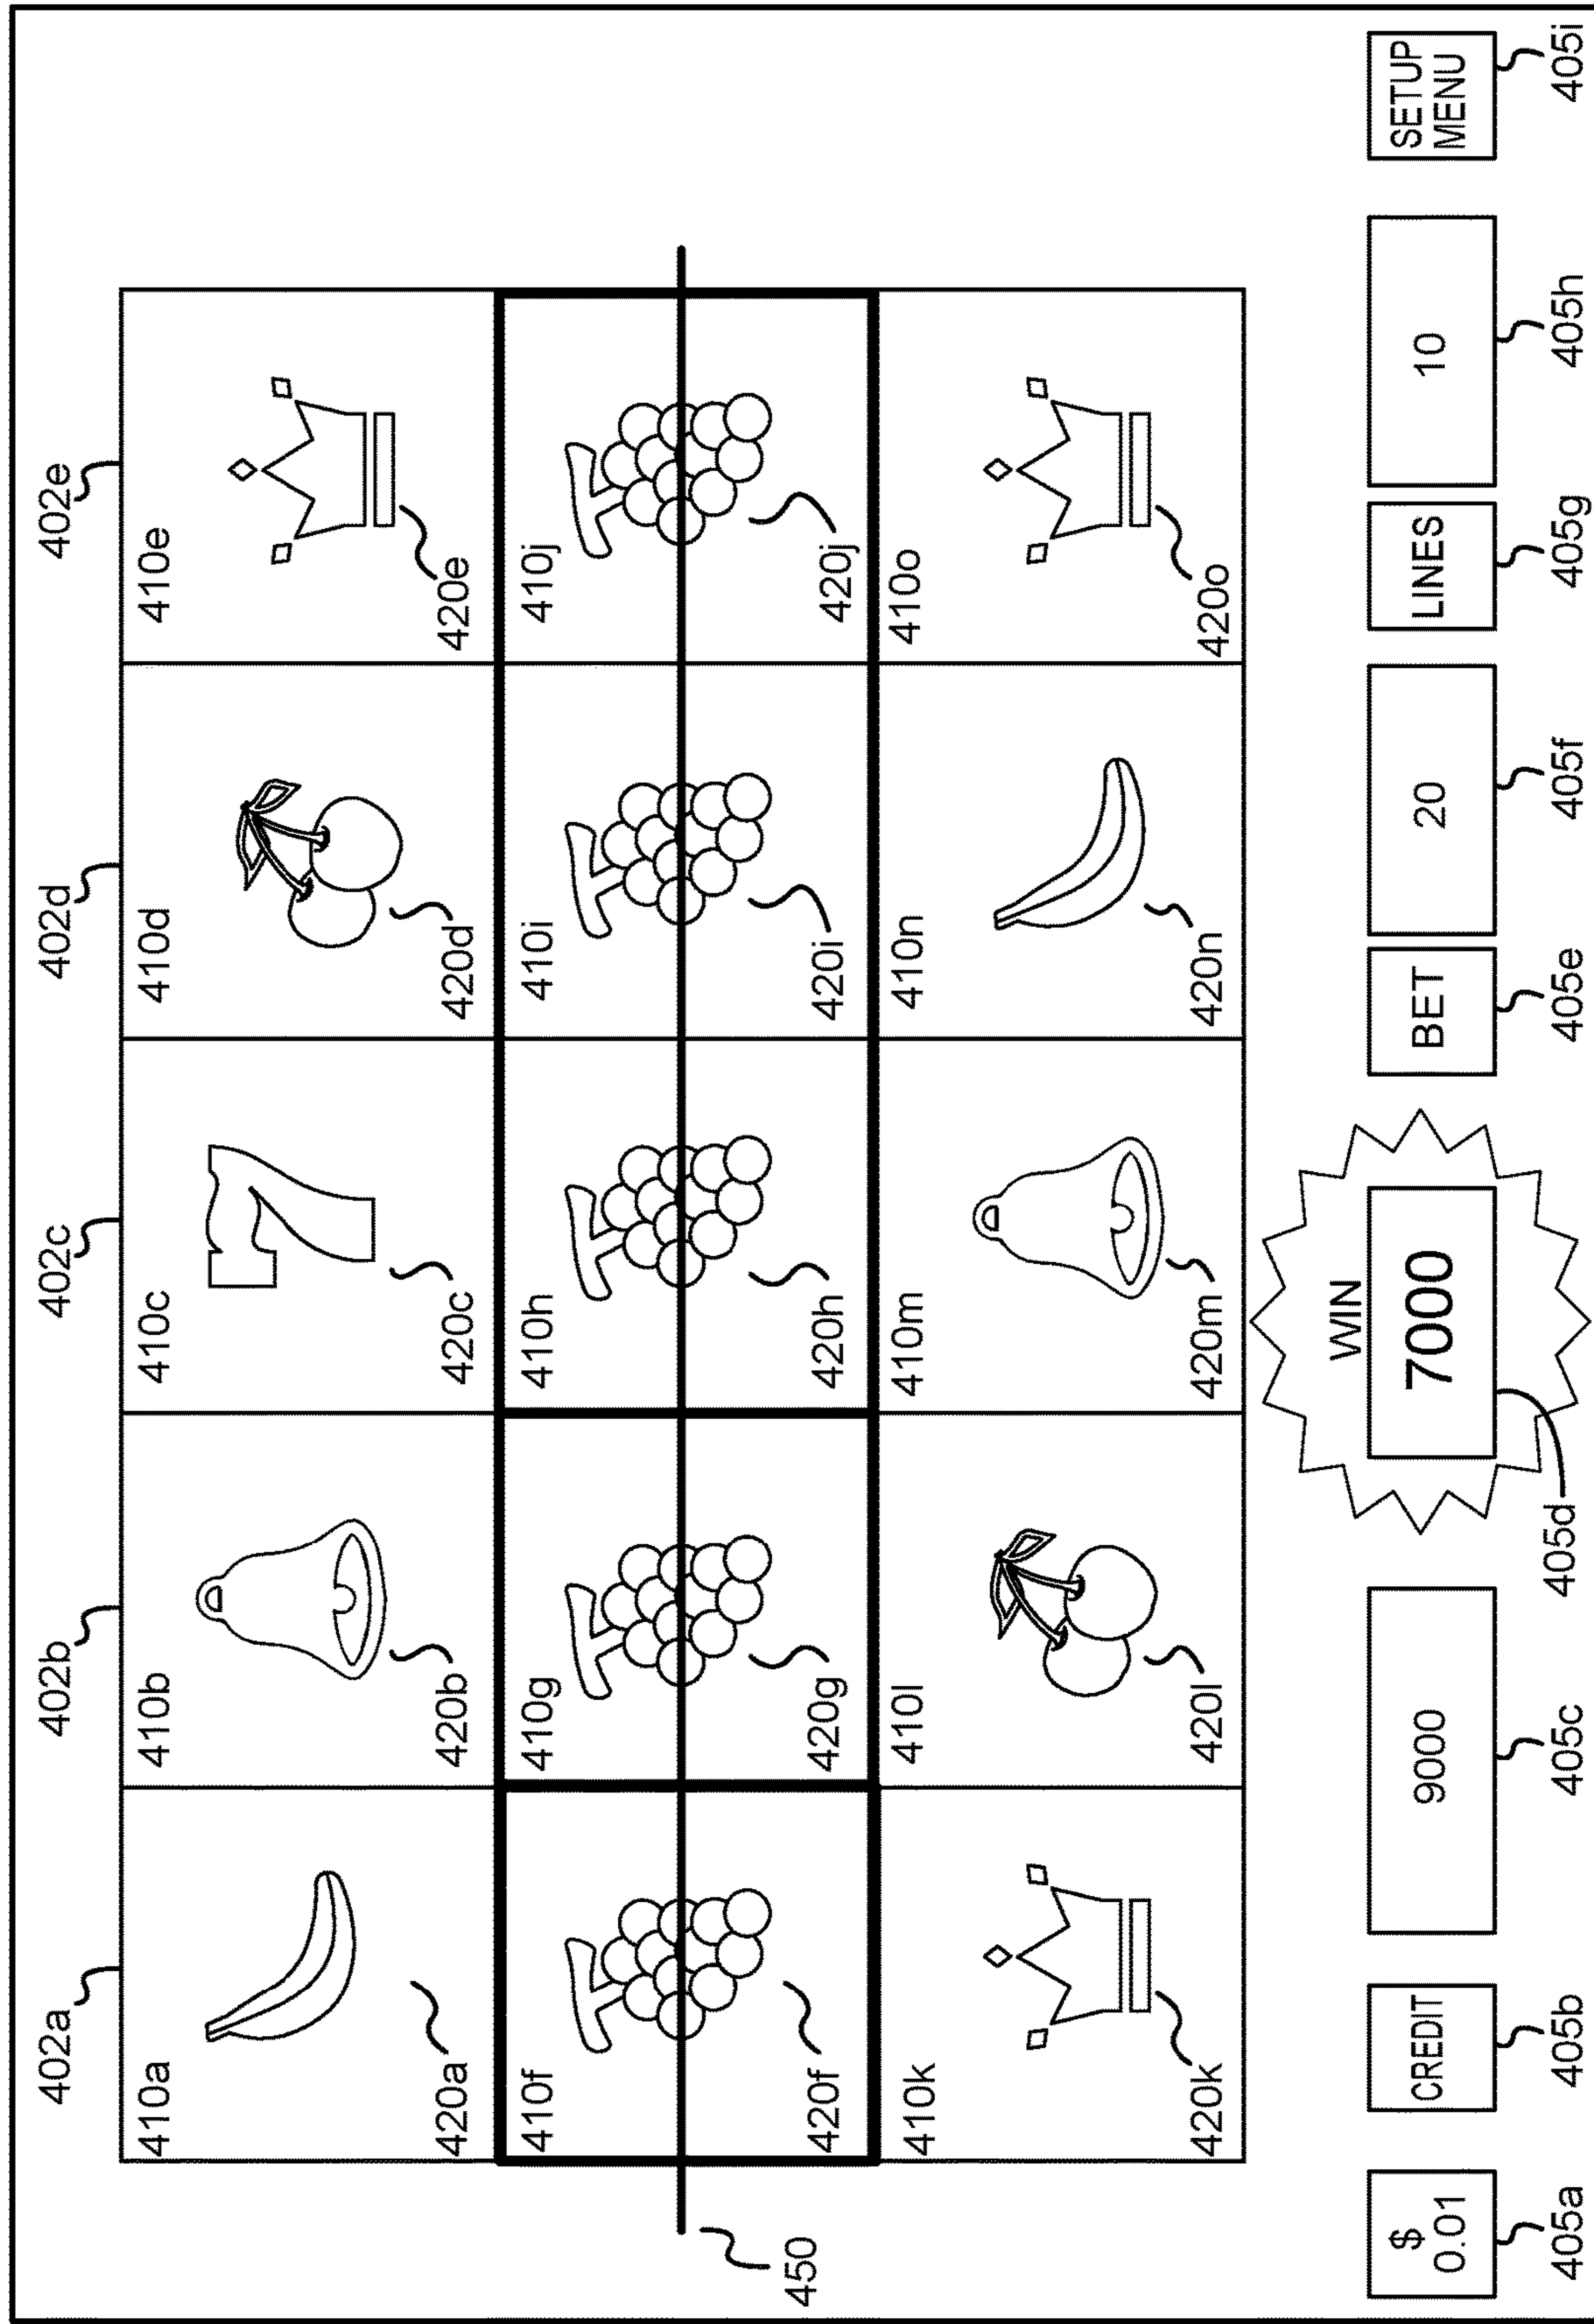 402a
402b
402c
402d
402e
410a
410b
410c
410d
410e
420a
420b
420c
420d
420e
410f
410g
410h
410i
410j
450
420f
420g
420h
420i
420j
410k
410l
410m
410n
410o
420k
420l
420m
420n
420o
WIN
$
0.01
CREDIT
9000
7000
BET
20
LINES
10
SETUP
MENU
405a
405b
405c
405d
405e
405f
405g
405h
405i